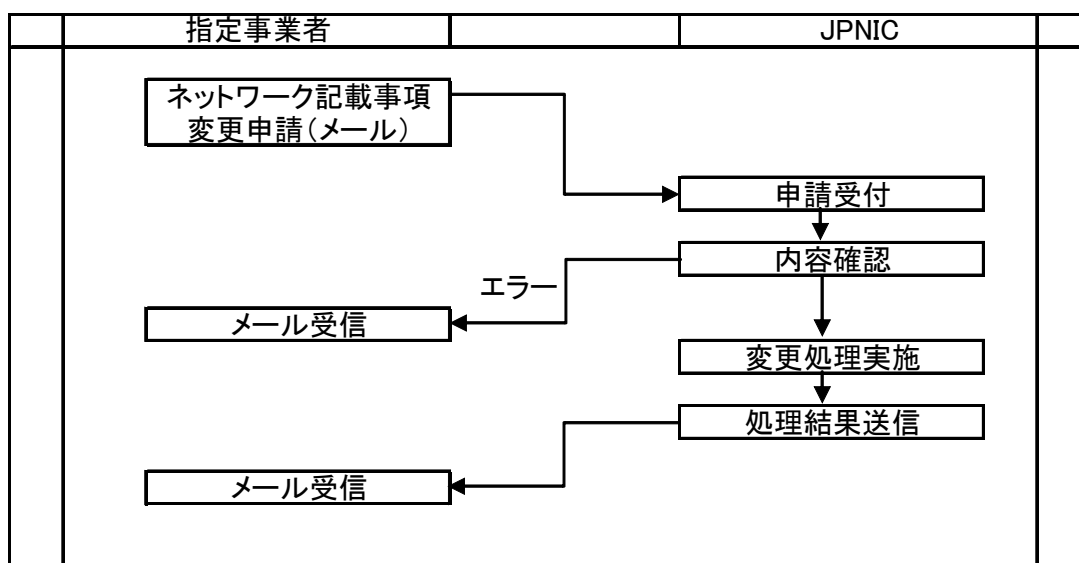 指定事業者
JPNIC
ネットワーク記載事項
変更申請(メール)
申請受付
内容確認
エラー
メール受信
変更処理実施
処理結果送信
メール受信